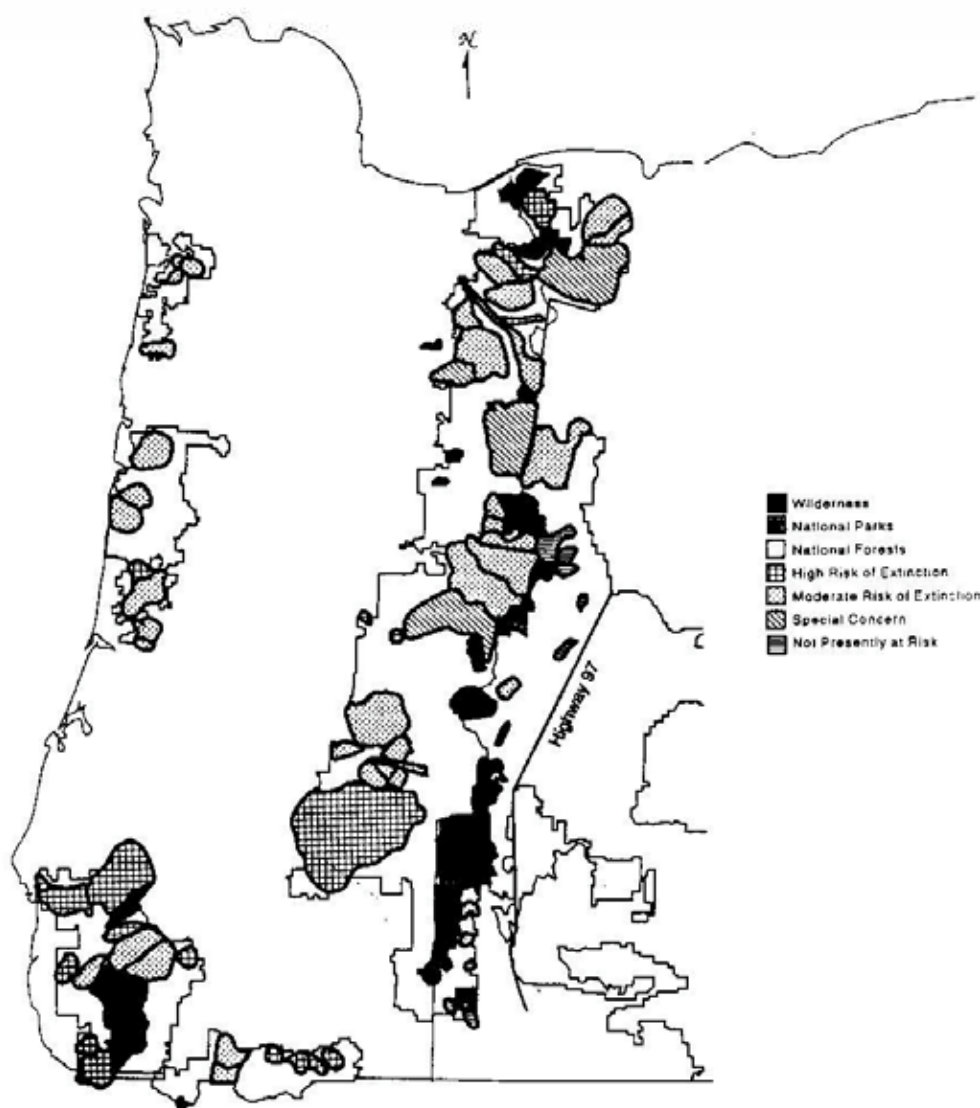 N
Wilderness
National Parks
National Forests
High Risk of Extinction
Moderate Risk of Extinction
Special Concern
Not Presently at Risk
Highway 97